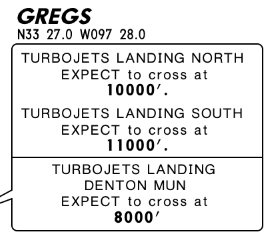 GREGS
N33 27.0 W097 28.0
TURBOJETS LANDING NORTH
EXPECT to cross at
10000'.
TURBOJETS LANDING SOUTH
EXPECT to cross at
11000'.
TURBOJETS LANDING
DENTON MUN
EXPECT to cross at
8000'